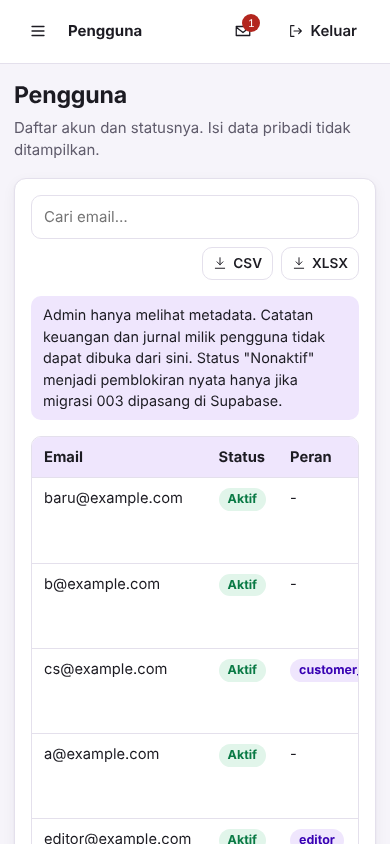 Pengguna
1
Keluar
Pengguna
Daftar akun dan statusnya. Isi data pribadi tidak
ditampilkan.
Cari email...
CSV
XLSX
Admin hanya melihat metadata. Catatan
keuangan dan jurnal milik pengguna tidak
dapat dibuka dari sini. Status "Nonaktif"
menjadi pemblokiran nyata hanya jika
migrasi 003 dipasang di Supabase.
Email Status Peran
baru@example.com Aktif -
b@example.com Aktif -
cs@example.com Aktif customer_
a@example.com Aktif -
editor@example.com Aktif editor